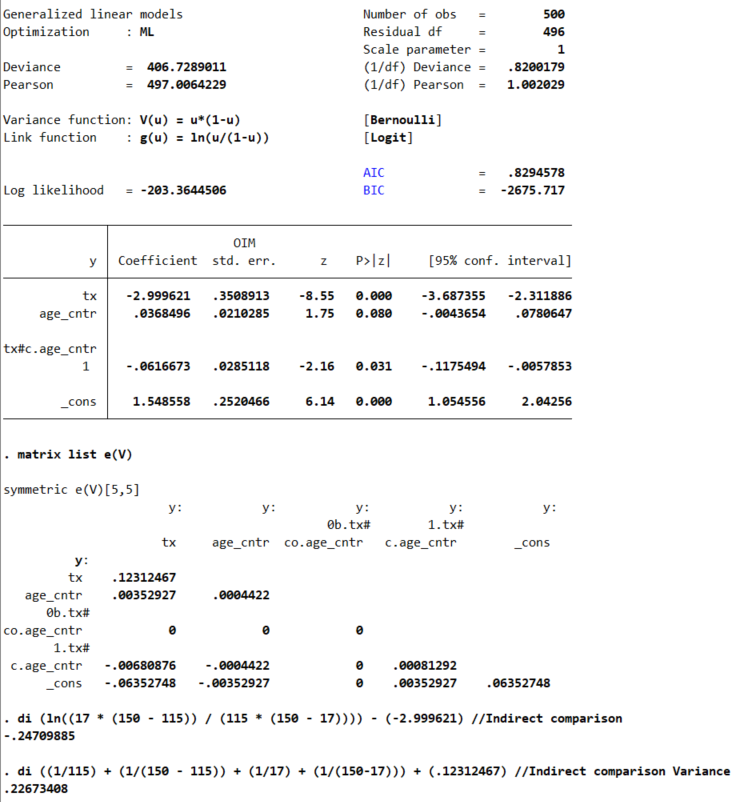 Generalized linear models Number of obs = 500
Optimization : ML Residual df = 496
Scale parameter = 1
Deviance = 406.7289011 (1/df) Deviance = .8200179
Pearson = 497.0064229 (1/df) Pearson = 1.002029
Variance function: V(u) = u*(1-u) [Bernoulli]
Link function : g(u) = ln(u/(1-u)) [Logit]
AIC = .8294578
Log likelihood = -203.3644506 BIC = -2675.717
OIM
y Coefficient std. err. z P>|z| [95% conf. interval]
tx -2.999621 .3508913 -8.55 0.000 -3.687355 -2.311886
age_cntr .0368496 .0210285 1.75 0.080 -.0043654 .0780647
tx#c.age_cntr
1 -.0616673 .0285118 -2.16 0.031 -.1175494 -.0057853
_cons 1.548558 .2520466 6.14 0.000 1.054556 2.04256
. matrix list e(V)
symmetric e(V)[5,5]
y: y: y: y: y:
0b.tx# 1.tx#
tx age_cntr co.age_cntr c.age_cntr _cons
y:
tx .12312467
age_cntr .00352927 .0004422
0b.tx#
co.age_cntr 0 0 0
1.tx#
c.age_cntr -.00680876 -.0004422 0 .00081292
_cons -.06352748 -.00352927 0 .00352927 .06352748
. di (ln((17 * (150 - 115)) / (115 * (150 - 17)))) - (-2.999621) //Indirect comparison
-.24709885
. di ((1/115) + (1/(150 - 115)) + (1/17) + (1/(150-17))) + (.12312467) //Indirect comparison Variance
.22673408